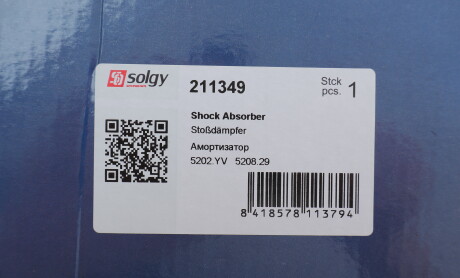 solgy
211349
Stck
pcs. 1
Shock Absorber
Stoßdämpfer
Амортизатор
5202.YV 5208.29
8 418578 113794